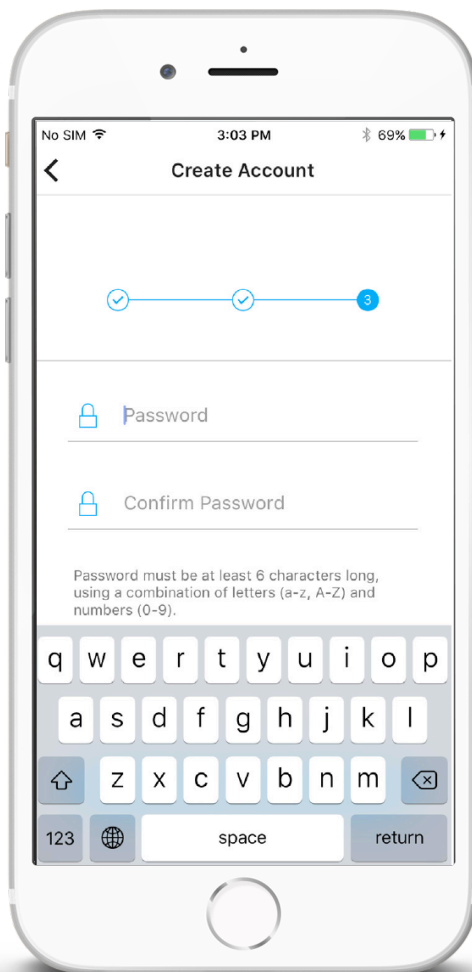 No SIM 3:03 PM 69%
Create Account
3
Password
Confirm Password
Password must be at least 6 characters long,
using a combination of letters (a-z, A-Z) and
numbers (0-9).
q w e r t y u i o p
a s d f g h j k l
z x c v b n m
123 space return